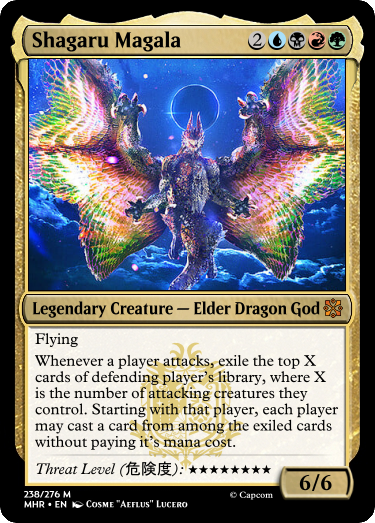 Shagaru Magala 2
Legendary Creature — Elder Dragon God
Flying
Whenever a player attacks, exile the top X
cards of defending player's library, where X
is the number of attacking creatures they
control. Starting with that player, each player
may cast a card from among the exiled cards
without paying it's mana cost.
Threat Level (危険度): ★★★★★★★★★
6/6
238/276 M
MHR • EN Cosme "Aeflus" Lucero
© Capcom